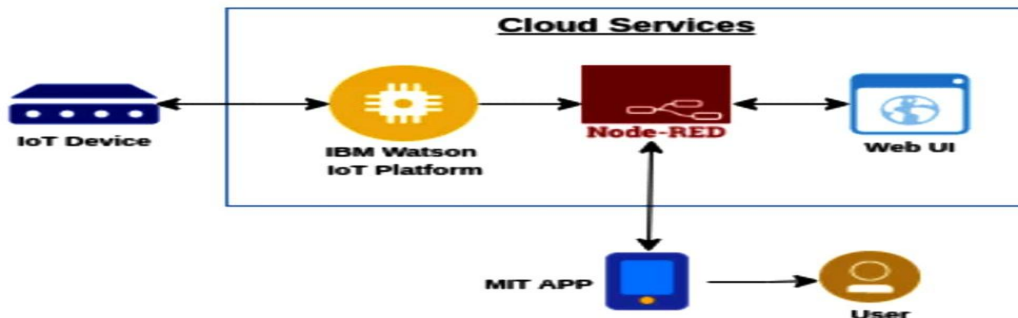 Cloud Services
IoT Device
IBM Watson
IoT Platform
Node-RED
Web UI
MIT APP
User